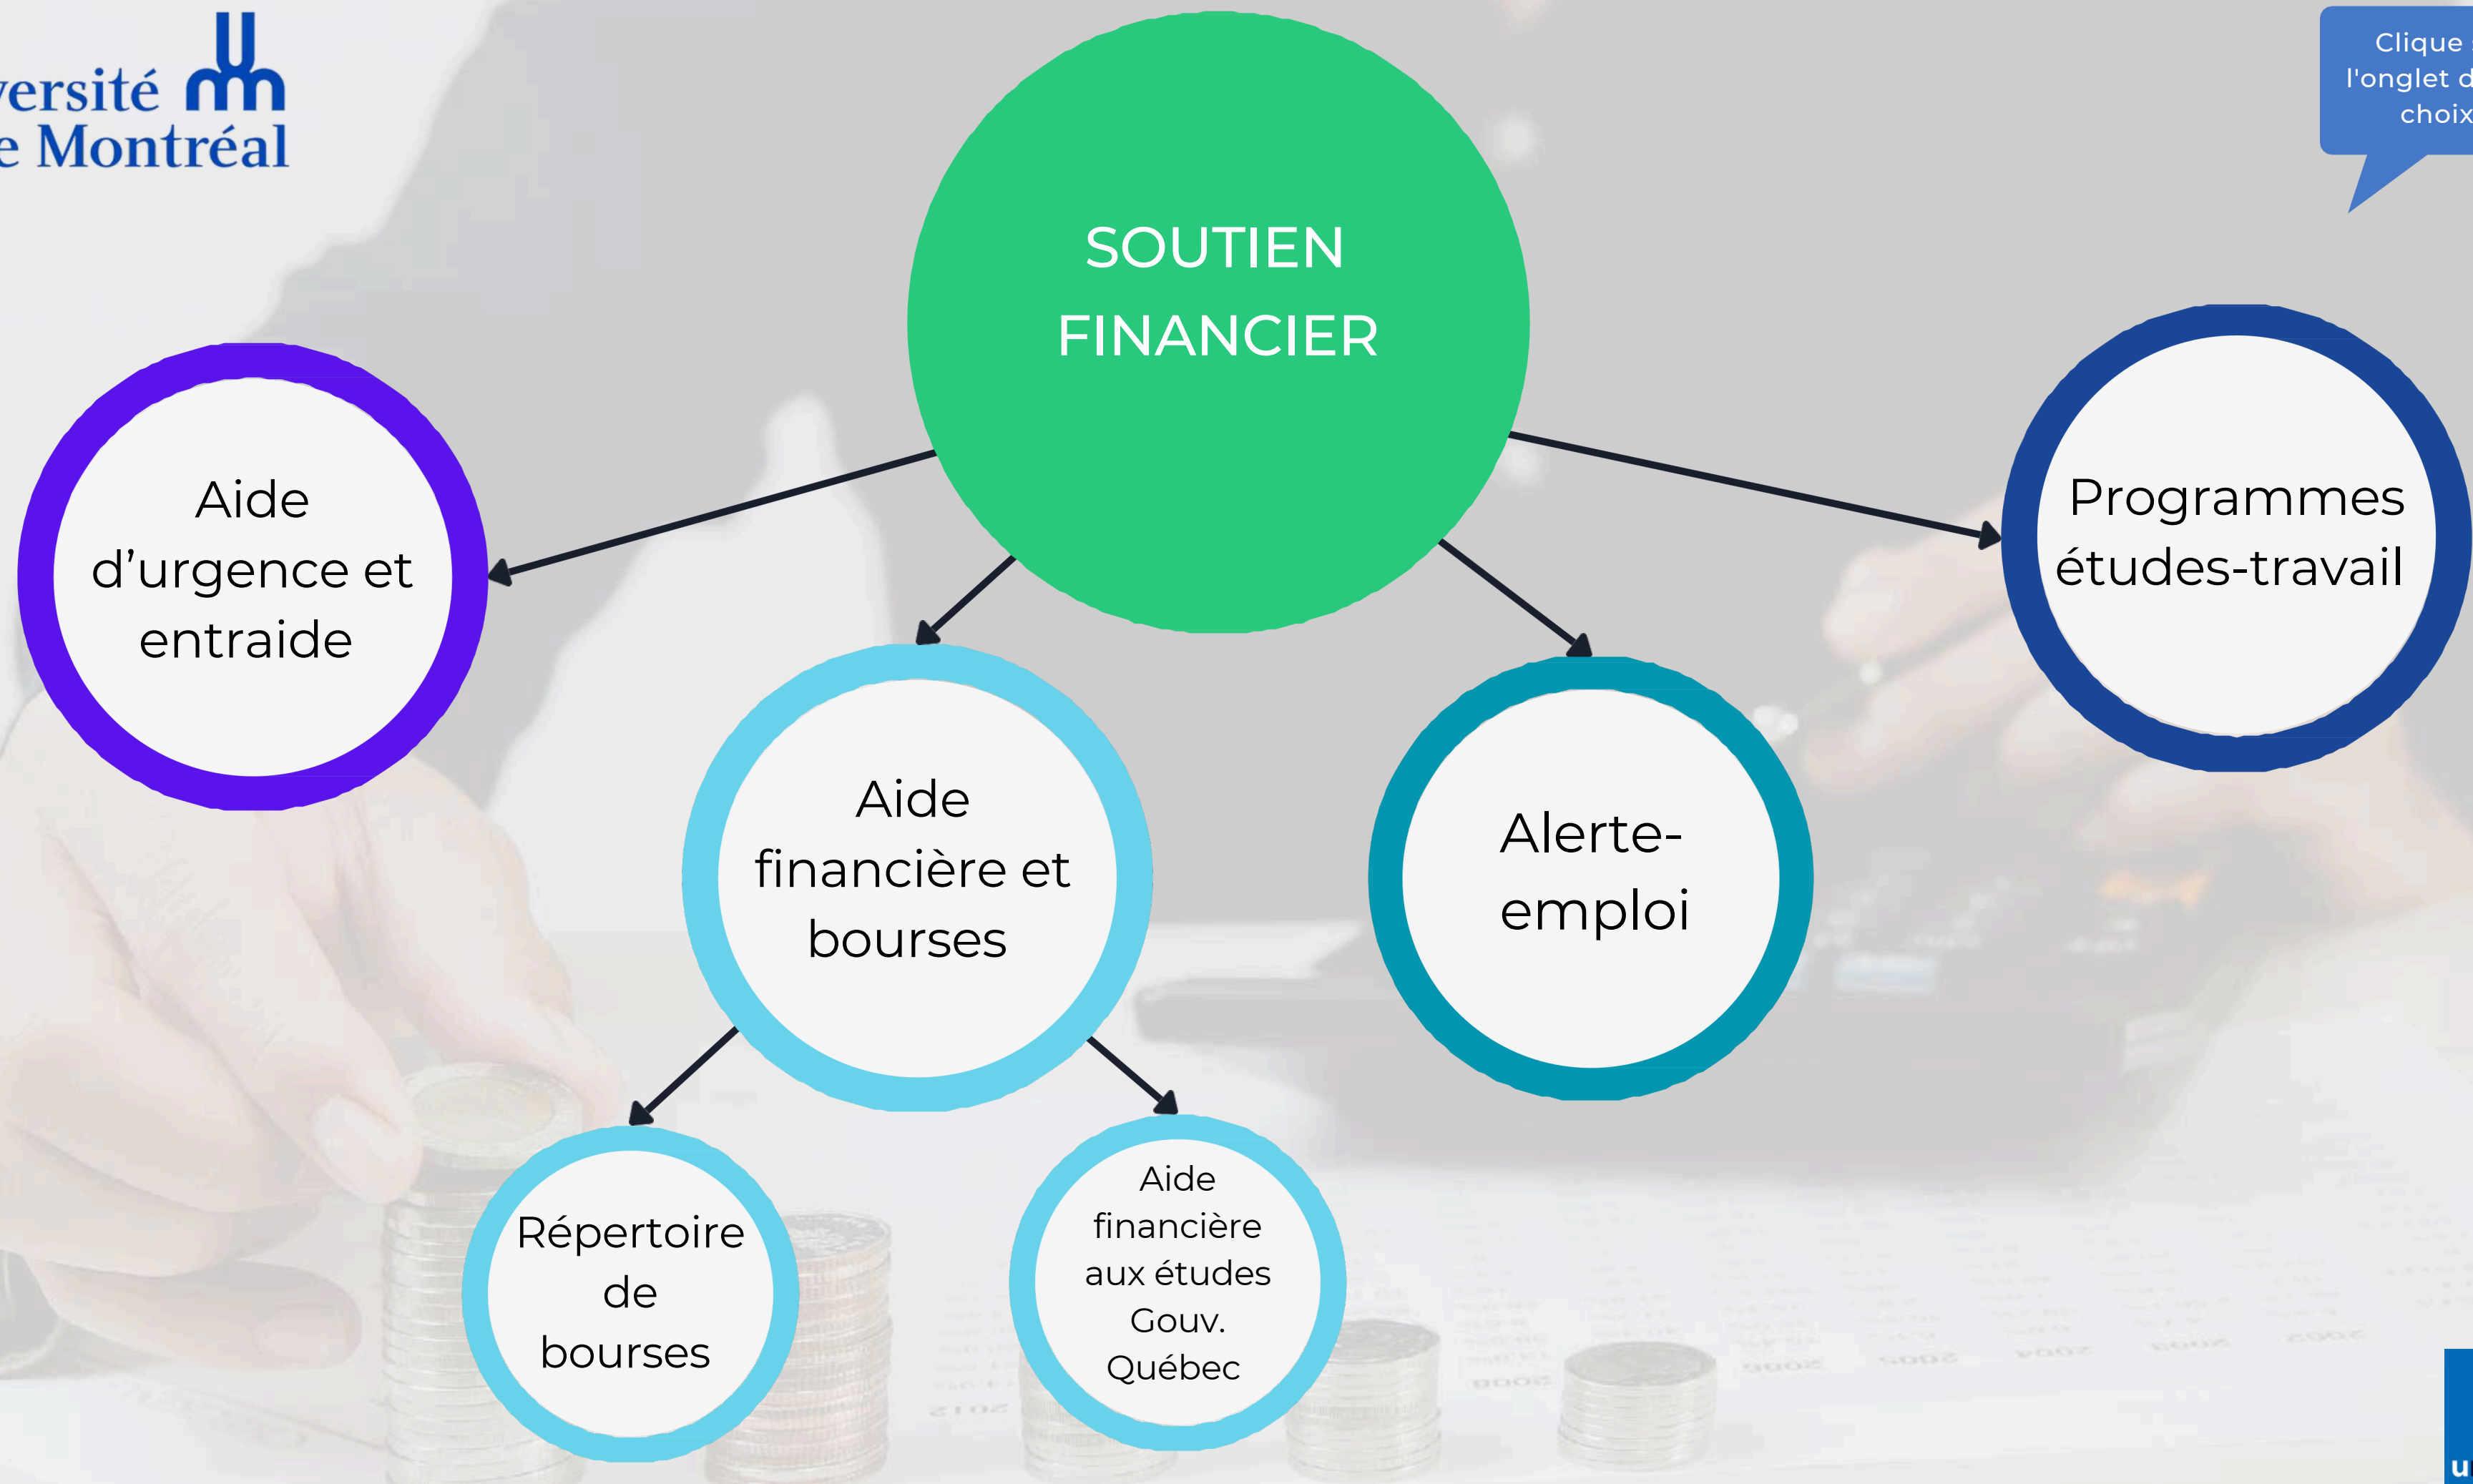 Montréal
Clique
l'onglet
choix
SOUTIEN
FINANCIER
Aide
d’urgence et
entraide
Programmes
études-travail
Aide
financière et
bourses
Alerte-
emploi
Répertoire
de
bourses
Aide
financière
aux études
Gouv.
Québec
2012